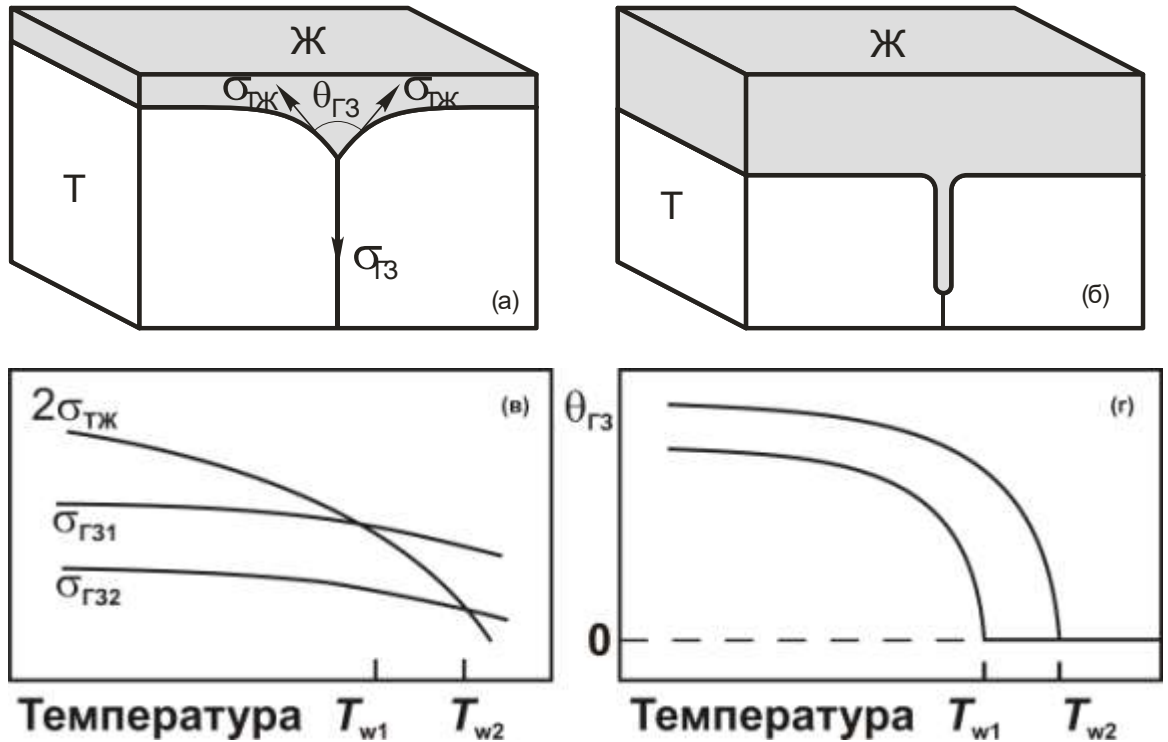 Ж
σТЖ θГЗ σТЖ
Т
σГЗ
(а)
Ж
Т
(б)
2σТЖ
(в)
σГЗ1
σГЗ2
Температура Tw1 Tw2
θГЗ
(г)
0
Температура Tw1 Tw2